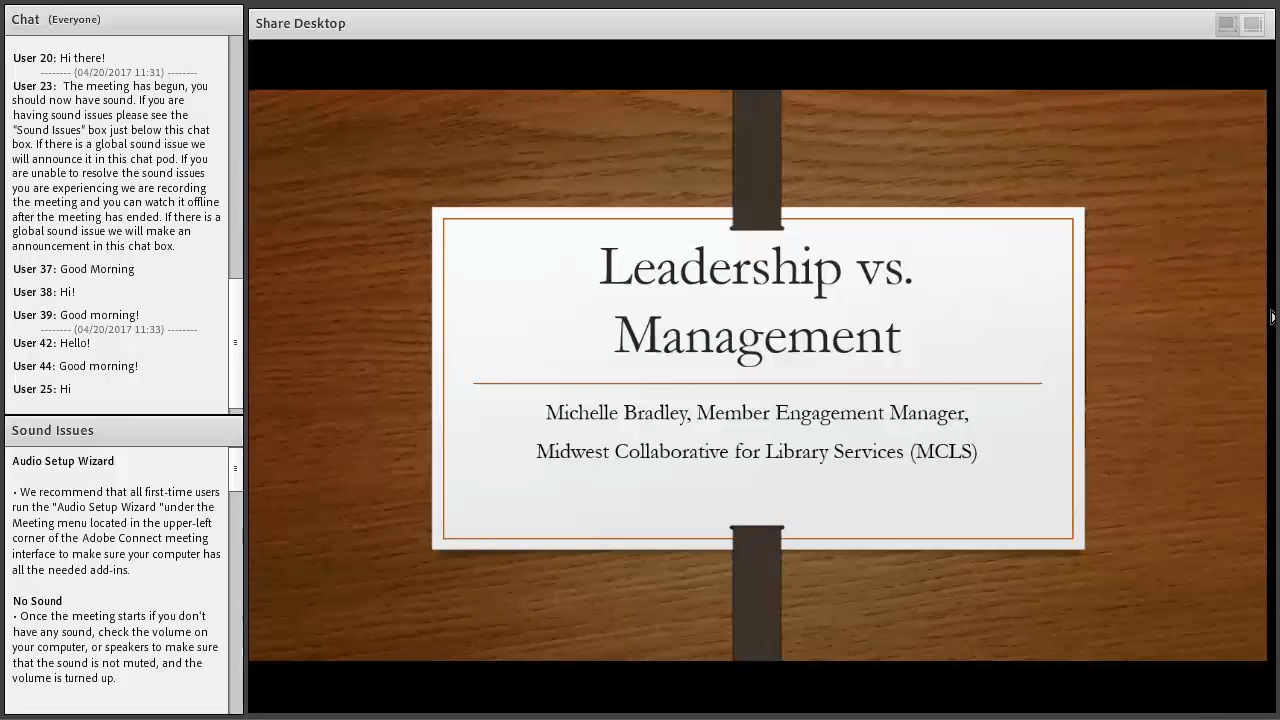 Chat (Everyone)
User 20: Hi there!
-------- (04/20/2017 11:31) --------
User 23: The meeting has begun, you
should now have sound. If you are
having sound issues please see the
"Sound Issues" box just below this chat
box. If there is a global sound issue we
will announce it in this chat pod. If you
are unable to resolve the sound issues
you are experiencing we are recording
the meeting and you can watch it offline
after the meeting has ended. If there is a
global sound issue we will make an
announcement in this chat box.
User 37: Good Morning
User 38: Hi!
User 39: Good morning!
-------- (04/20/2017 11:33) --------
User 42: Hello!
User 44: Good morning!
User 25: Hi
Sound Issues
Audio Setup Wizard
• We recommend that all first-time users
run the "Audio Setup Wizard "under the
Meeting menu located in the upper-left
corner of the Adobe Connect meeting
interface to make sure your computer has
all the needed add-ins.
No Sound
• Once the meeting starts if you don't
have any sound, check the volume on
your computer, or speakers to make sure
that the sound is not muted, and the
volume is turned up.
Share Desktop
Leadership vs.
Management
Michelle Bradley, Member Engagement Manager,
Midwest Collaborative for Library Services (MCLS)